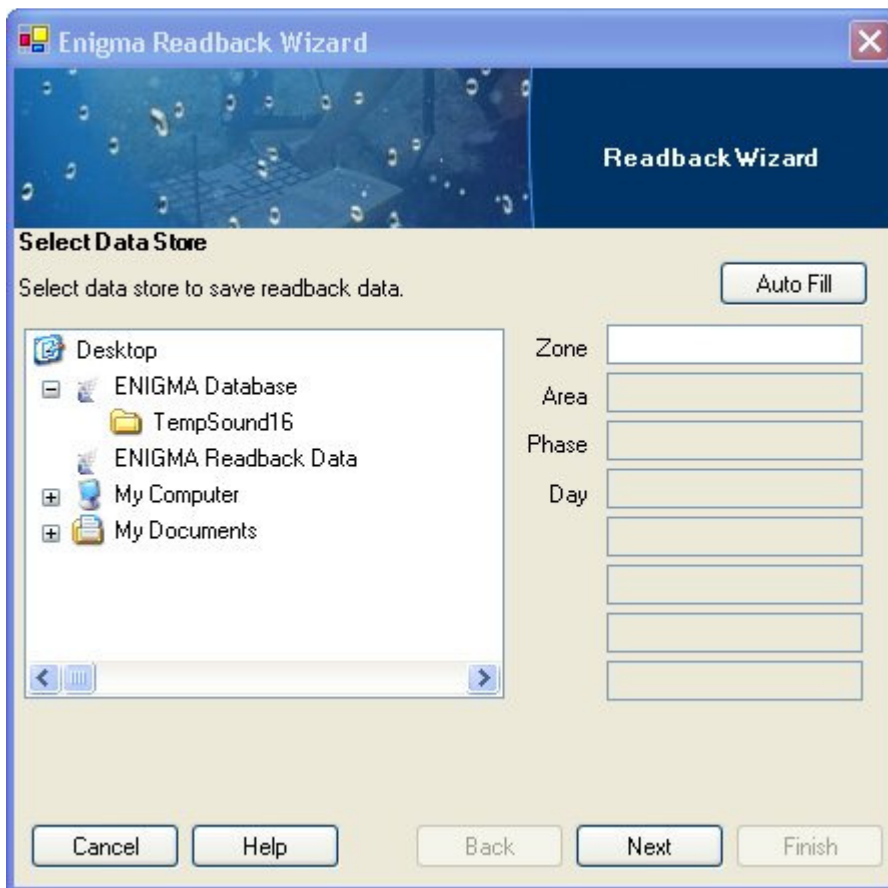 Enigma Readback Wizard
Readback Wizard
Select Data Store
Select data store to save readback data.
Auto Fill
Desktop
ENIGMA Database
TempSound16
ENIGMA Readback Data
My Computer
My Documents
Zone
Area
Phase
Day
Cancel
Help
Back
Next
Finish